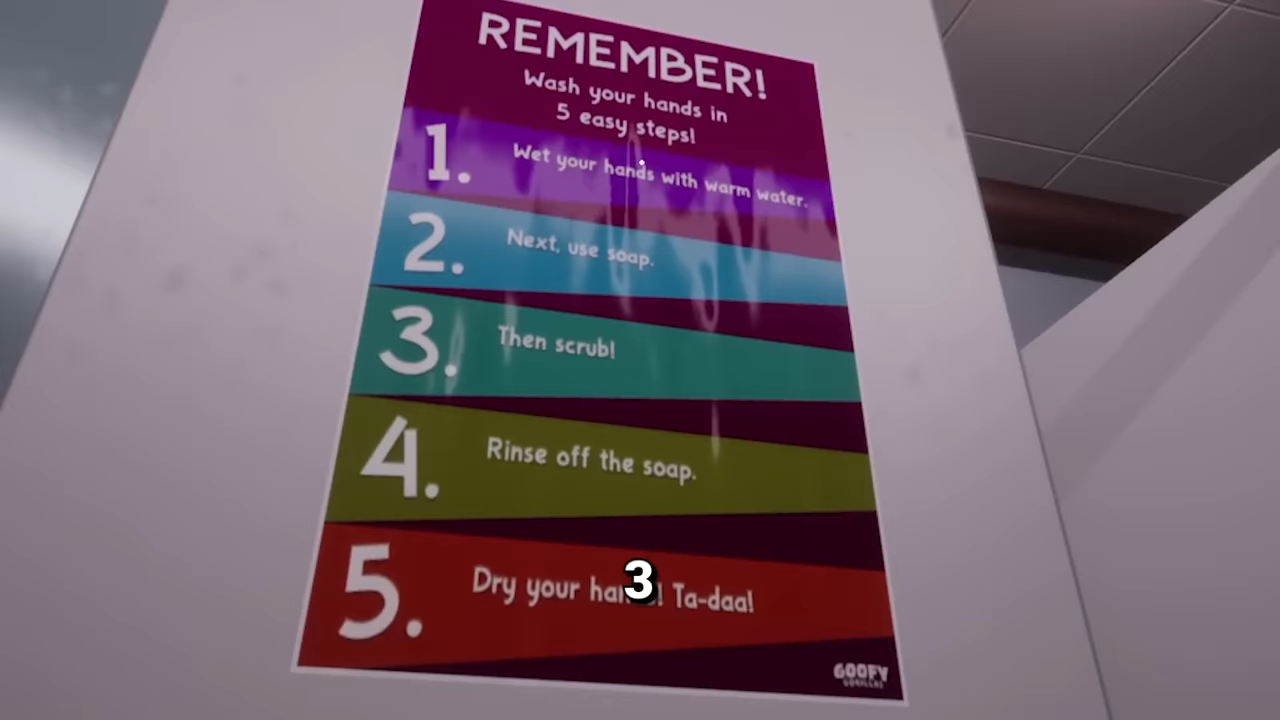 REMEMBER!
Wash your hands in
5 easy steps!
1. Wet your hands with warm water.
2. Next, use soap.
3. Then scrub!
4. Rinse off the soap.
5. Dry your ! Ta-daa!
3
GOOFY
GORILLAS